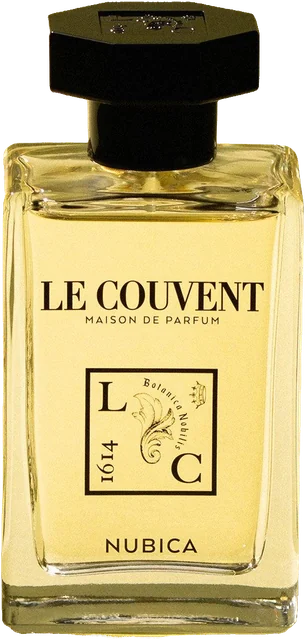 LE COUVENT
MAISON DE PARFUM
L
Botanica Nobilis
1614
C
NUBICA